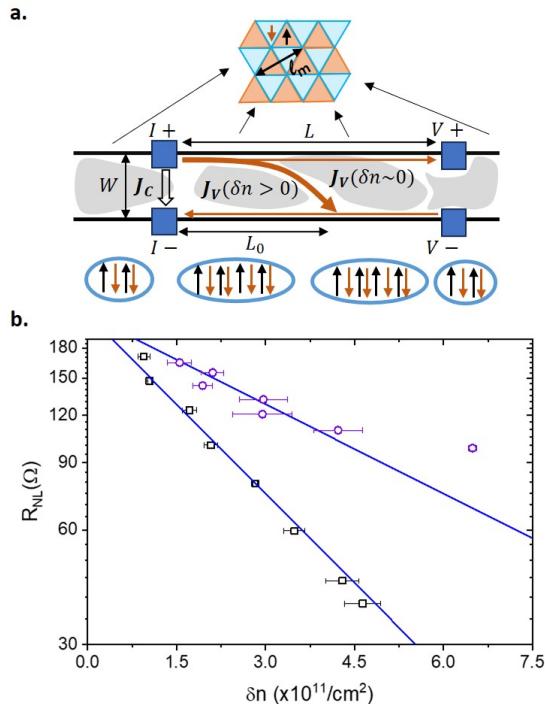 a.
ℓm
I +
L
V +
W
J_C
J_V(δn > 0)
J_V(δn~0)
I −
L_0
V −
b.
180
150
120
90
60
30
R_NL(Ω)
0.0
1.5
3.0
4.5
6.0
7.5
δn (x10^11/cm^2)